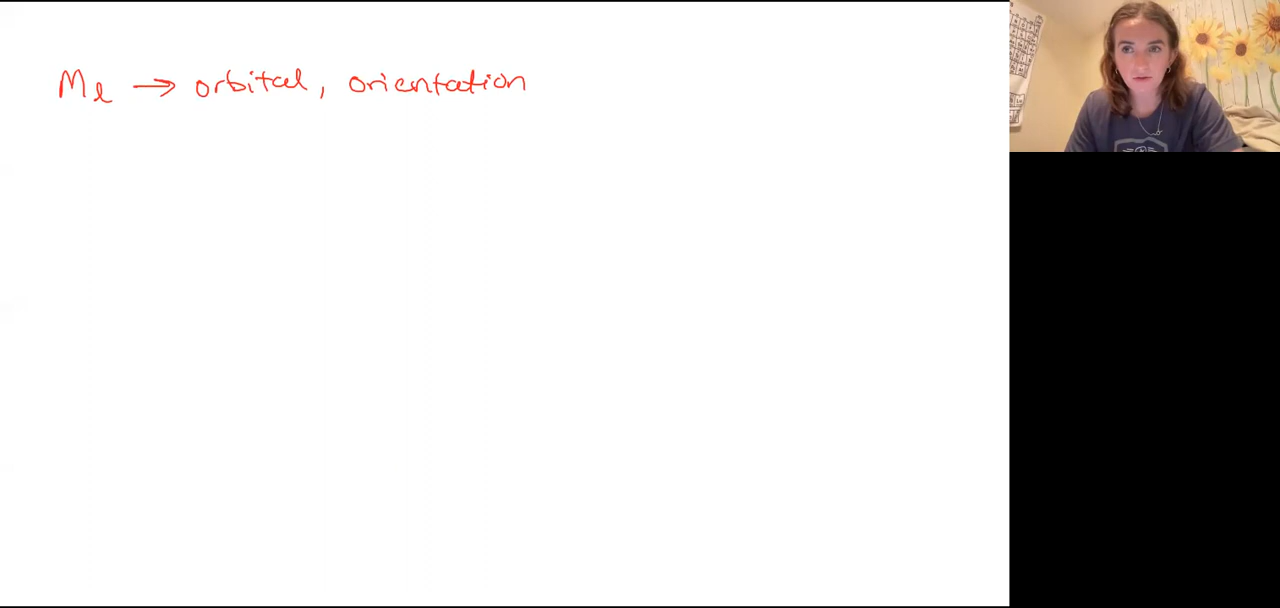 Mℓ → orbital, orientation